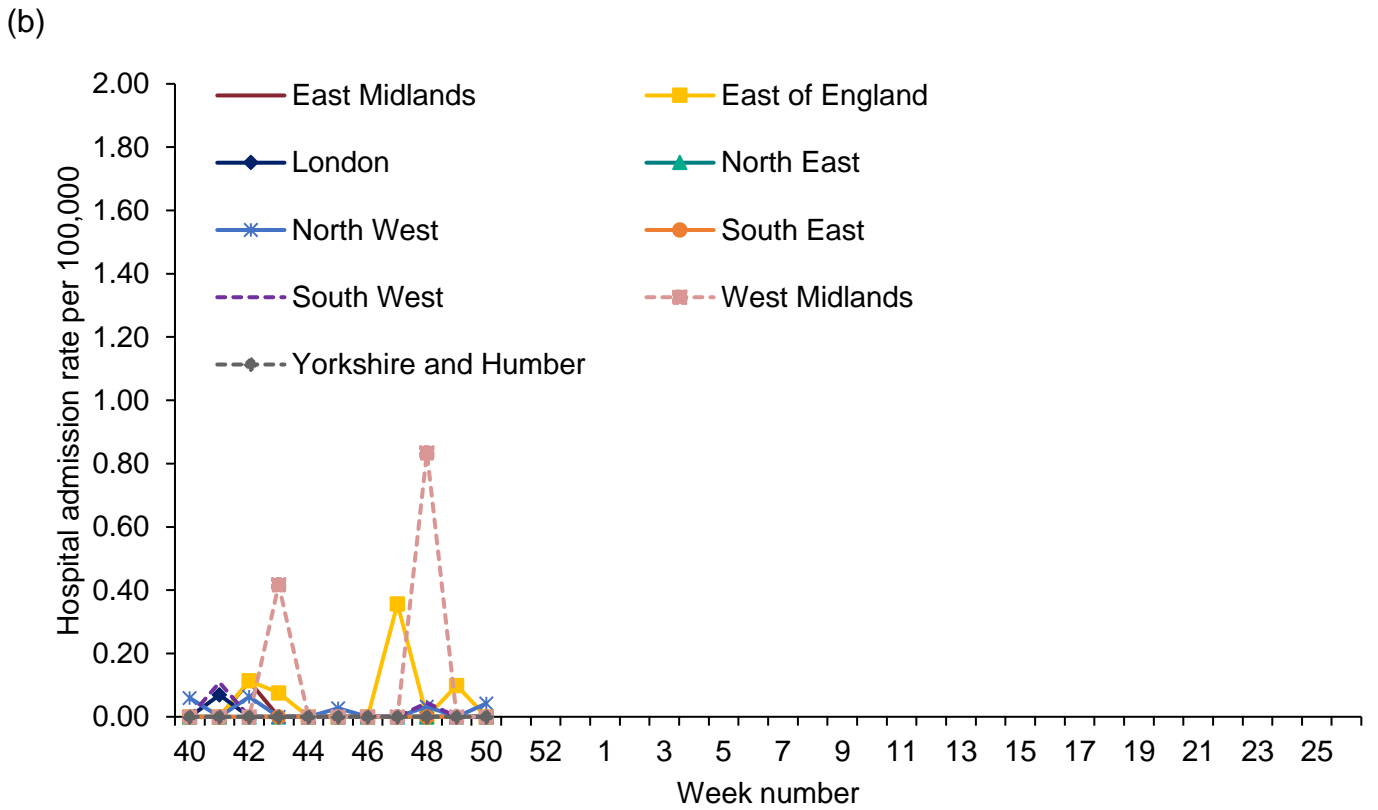 (b)
2.00
1.80
1.60
1.40
1.20
1.00
0.80
0.60
0.40
0.20
0.00
Hospital admission rate per 100,000
East Midlands East of England
London North East
North West South East
South West West Midlands
Yorkshire and Humber
40 42 44 46 48 50 52 1 3 5 7 9 11 13 15 17 19 21 23 25
Week number